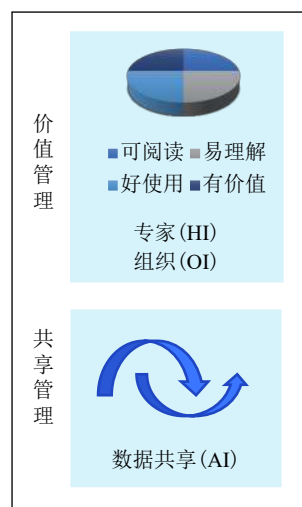 价值管理
可阅读 易理解
好使用 有价值
专家(HI)
组织(OI)
共享管理
数据共享(AI)